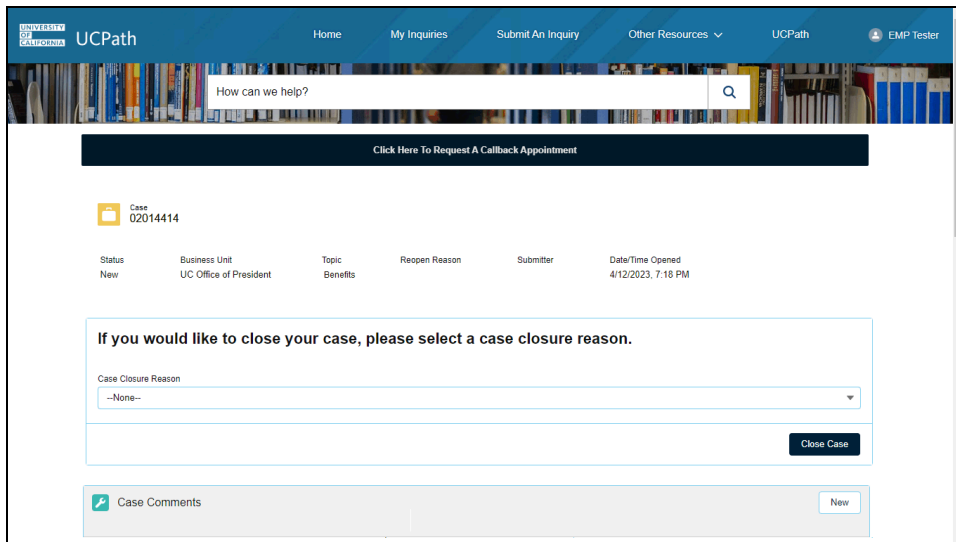 UNIVERSITY
OF
CALIFORNIA
UCPath
Home My Inquiries Submit An Inquiry Other Resources UCPath EMP Tester
How can we help?
Click Here To Request A Callback Appointment
Case
02014414
Status Business Unit Topic Reopen Reason Submitter Date/Time Opened
New UC Office of President Benefits 4/12/2023, 7:18 PM
If you would like to close your case, please select a case closure reason.
Case Closure Reason
--None--
Close Case
Case Comments New